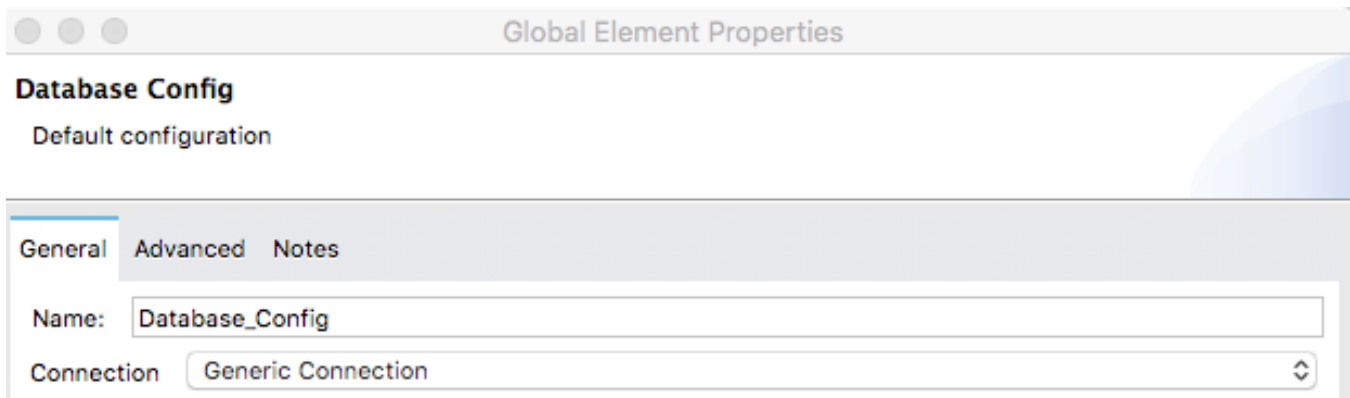 Global Element Properties
Database Config
Default configuration
General Advanced Notes
Name: Database_Config
Connection Generic Connection